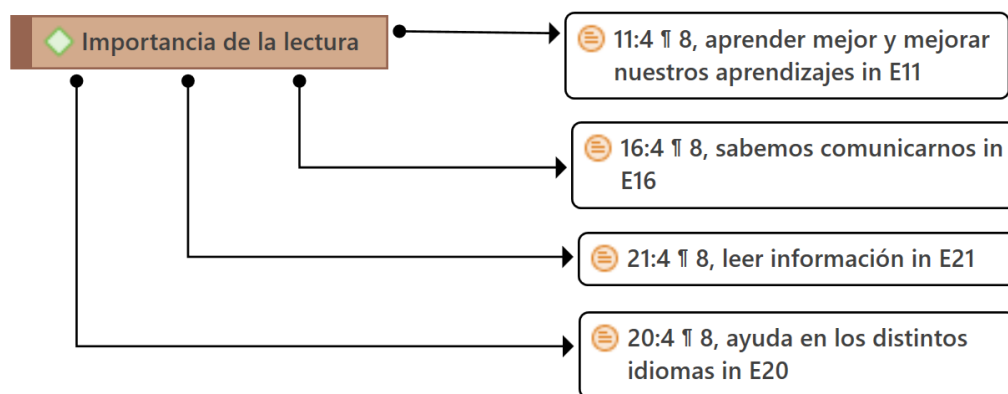 Importancia de la lectura
11:4 ¶ 8, aprender mejor y mejorar
nuestros aprendizajes in E11
16:4 ¶ 8, sabemos comunicarnos in
E16
21:4 ¶ 8, leer información in E21
20:4 ¶ 8, ayuda en los distintos
idiomas in E20